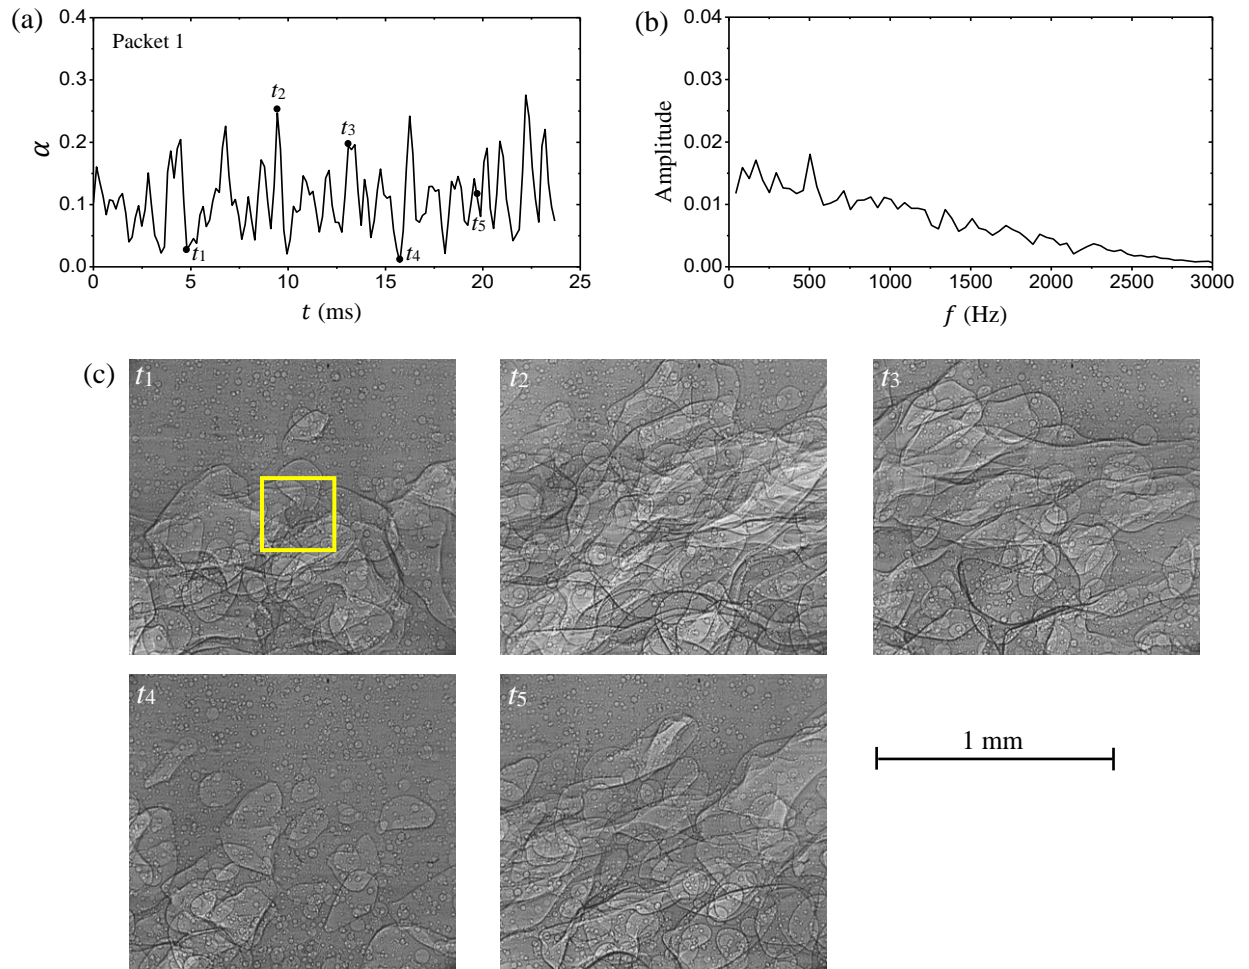 (a)
Packet 1
0.4
0.3
0.2
0.1
0.0
α
t1
t2
t3
t4
t5
0
5
10
15
20
25
t (ms)
(b)
0.04
0.03
0.02
0.01
0.00
Amplitude
0
500
1000
1500
2000
2500
3000
f (Hz)
(c)
t1
t2
t3
t4
t5
1 mm